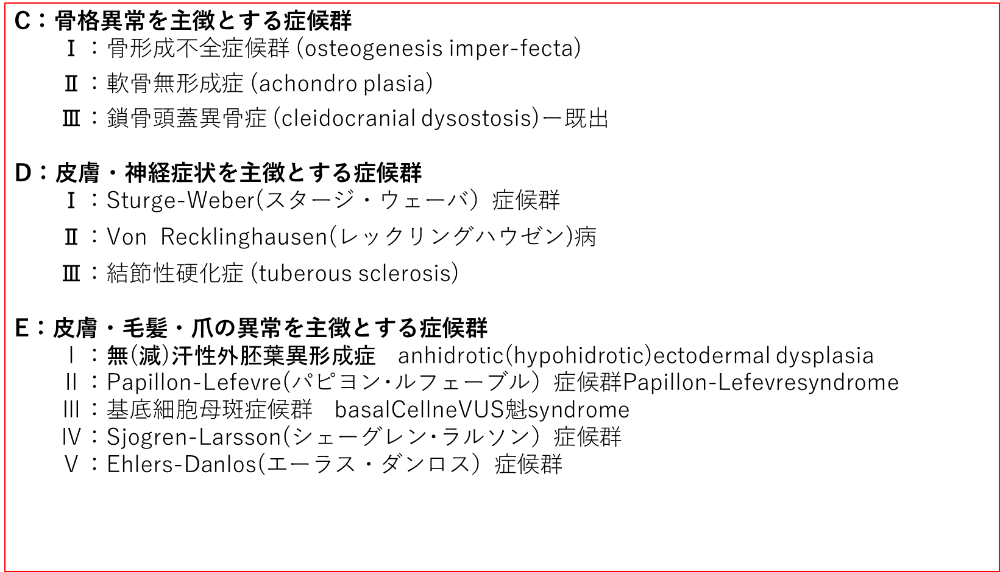 C：骨格異常を主徴とする症候群
Ⅰ：骨形成不全症候群 (osteogenesis imper-fecta)
Ⅱ：軟骨無形成症 (achondro plasia)
Ⅲ：鎖骨頭蓋異骨症 (cleidocranial dysostosis)ー既出
D：皮膚・神経症状を主徴とする症候群
Ⅰ：Sturge-Weber(スタージ・ウェーバ）症候群
Ⅱ：Von Recklinghausen(レックリングハウゼン)病
Ⅲ：結節性硬化症 (tuberous sclerosis)
E：皮膚・毛髪・爪の異常を主徴とする症候群
Ⅰ：無(減)汗性外胚葉異形成症　anhidrotic(hypohidrotic)ectodermal dysplasia
Ⅱ：Papillon-Lefevre(パピヨン･ルフェーブル）症候群Papillon-Lefevresyndrome
Ⅲ：基底細胞母斑症候群　basalCellneVUS魁syndrome
Ⅳ：Sjogren-Larsson(シェーグレン･ラルソン）症候群
Ⅴ：Ehlers-Danlos(エーラス・ダンロス）症候群